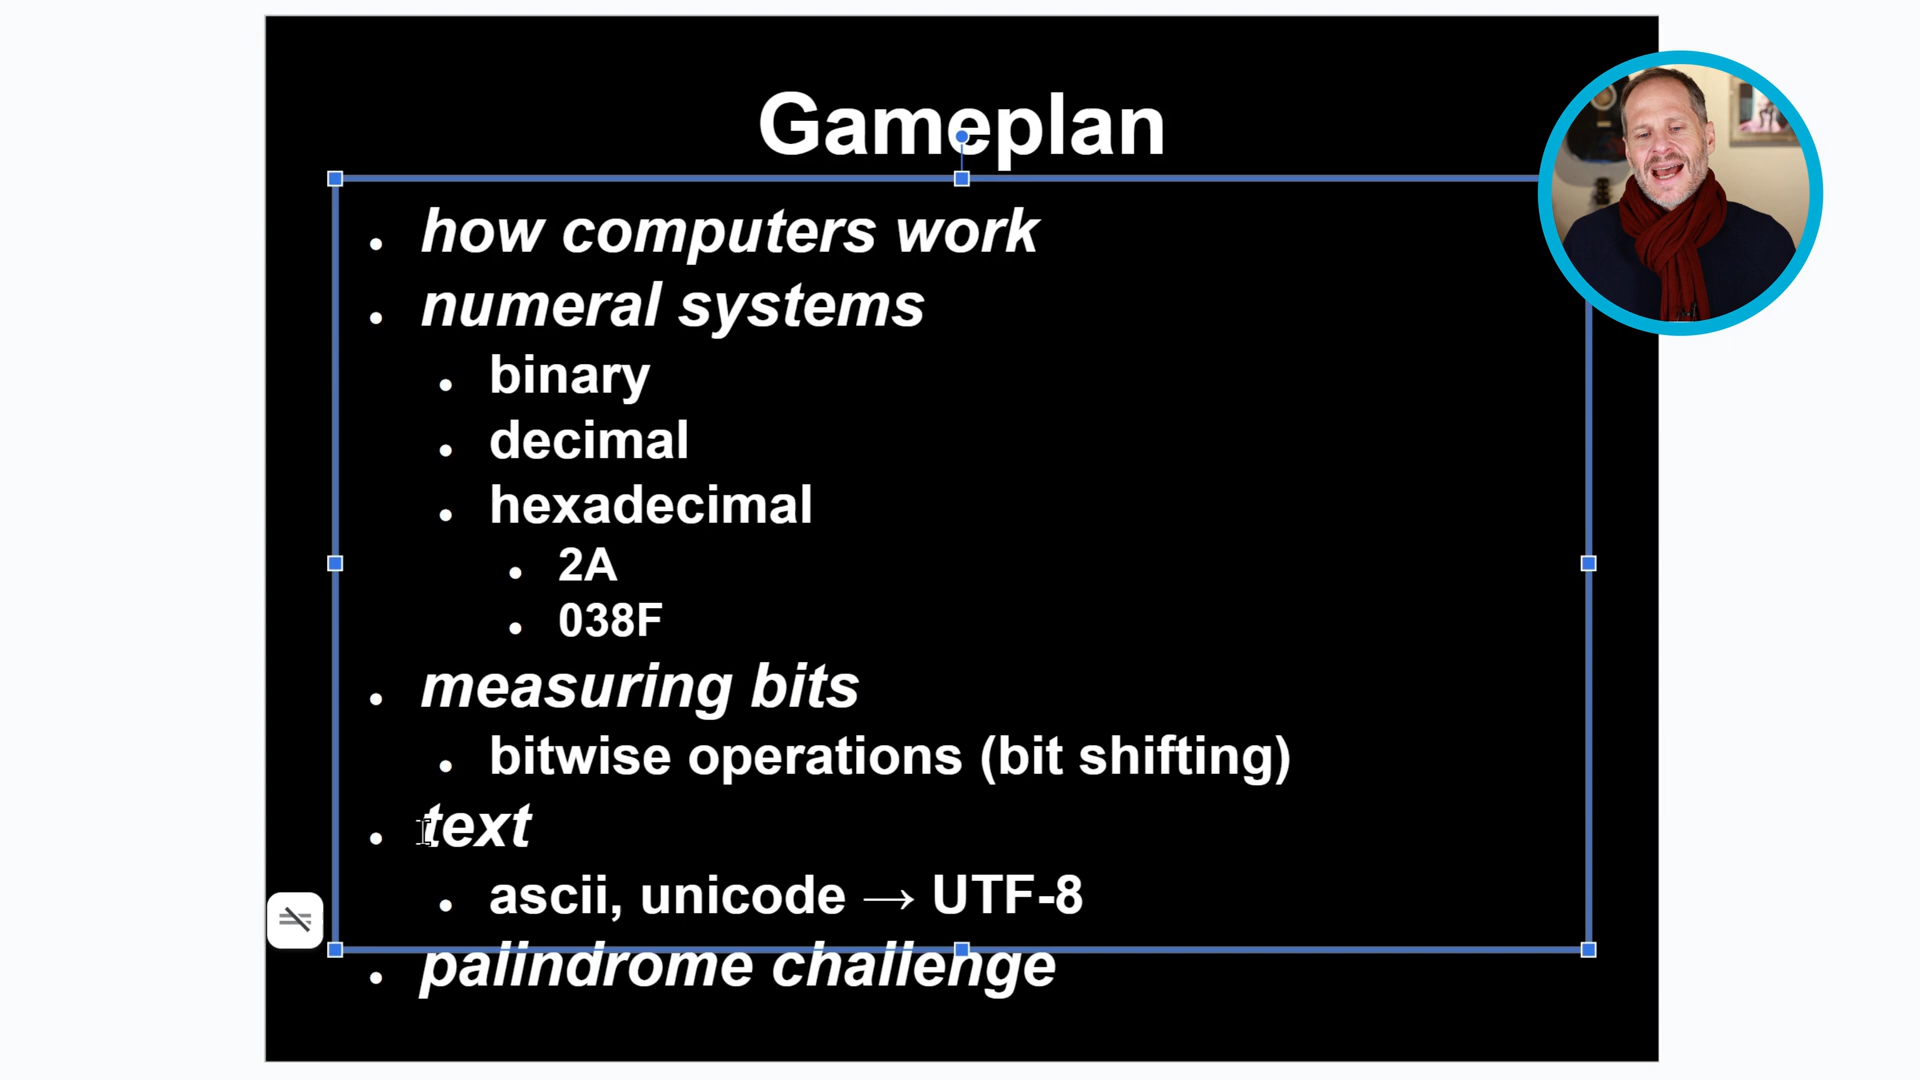 Gameplan
how computers work
numeral systems
binary
decimal
hexadecimal
2A
038F
measuring bits
bitwise operations (bit shifting)
text
ascii, unicode → UTF-8
palindrome challenge